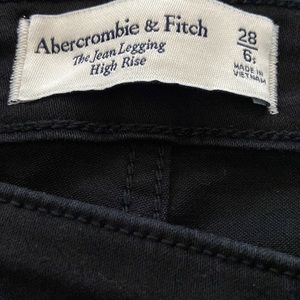 Abercrombie & Fitch
The Jean Legging
High Rise
28
6s
MADE IN
VIETNAM